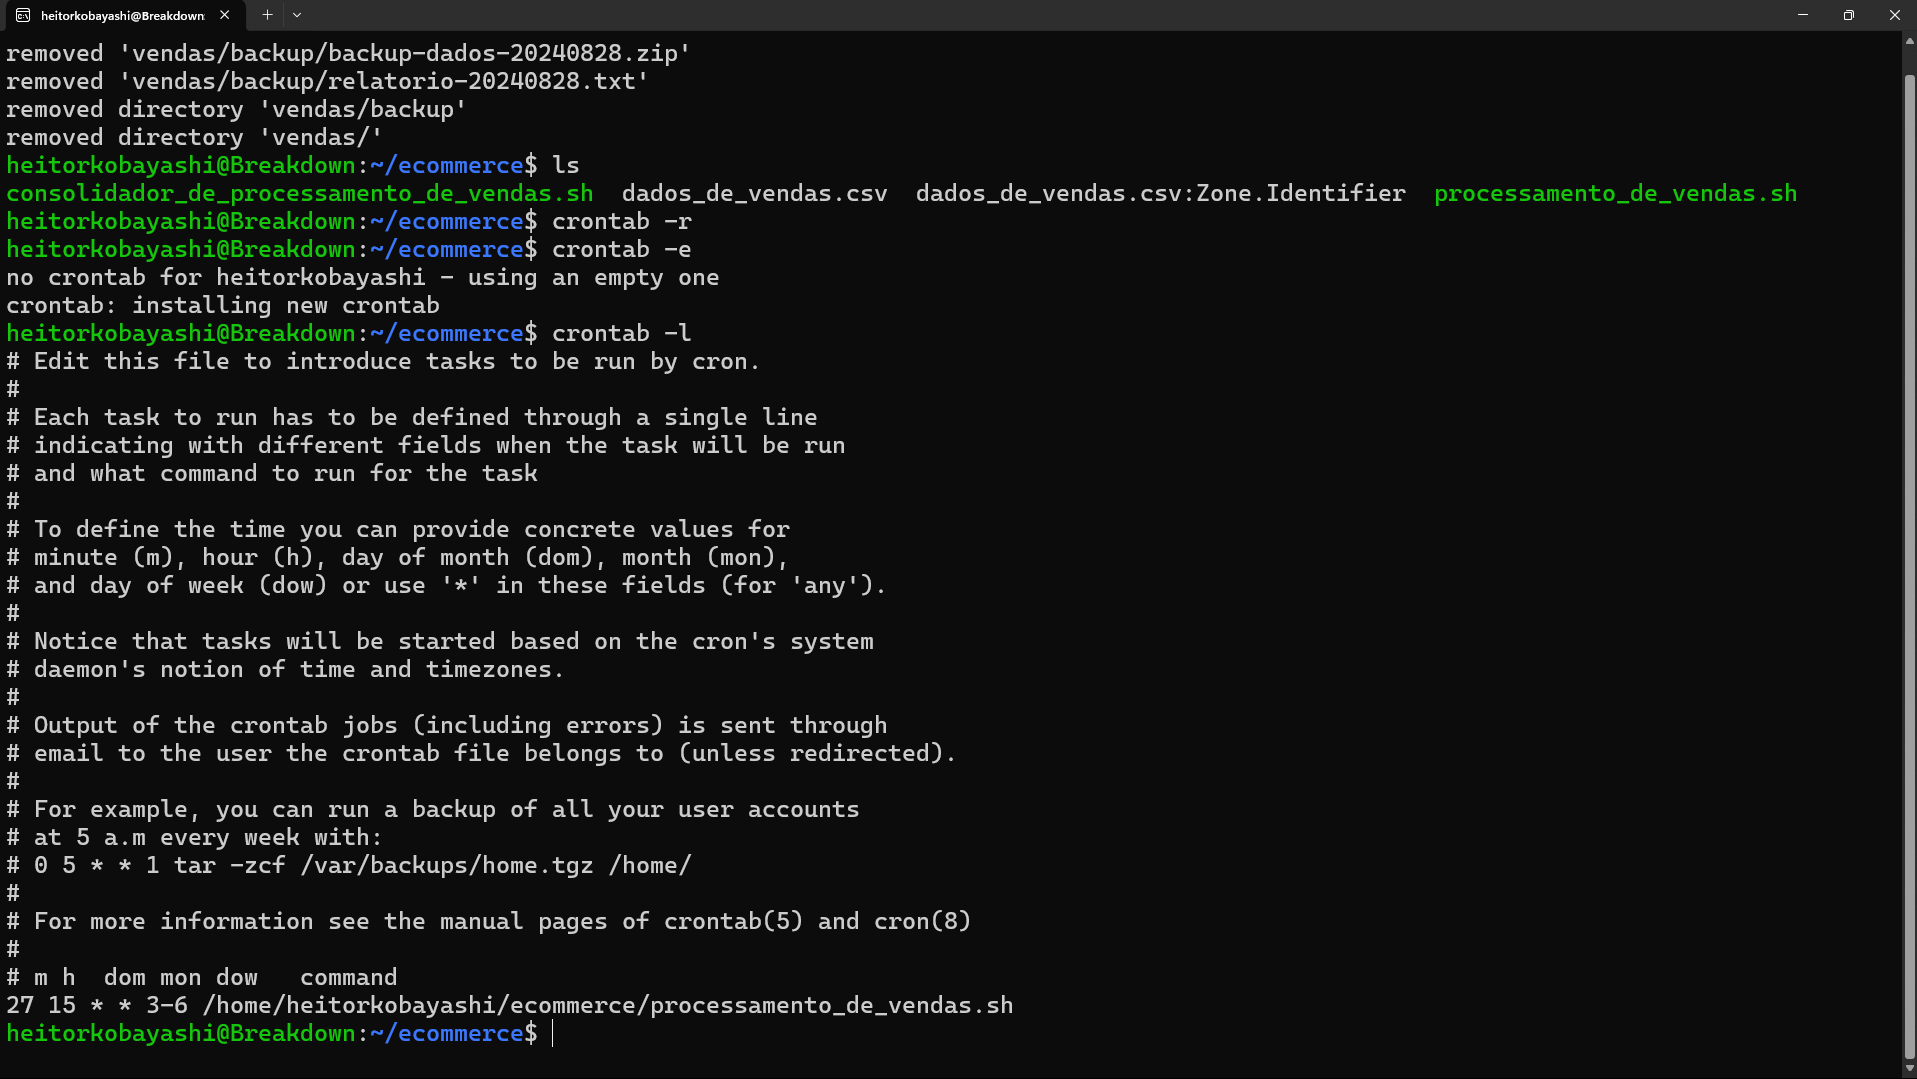 heitorkobayashi@Breakdown:
removed 'vendas/backup/backup-dados-20240828.zip'
removed 'vendas/backup/relatorio-20240828.txt'
removed directory 'vendas/backup'
removed directory 'vendas/'
heitorkobayashi@Breakdown:~/ecommerce$ ls
consolidador_de_processamento_de_vendas.sh  dados_de_vendas.csv  dados_de_vendas.csv:Zone.Identifier  processamento_de_vendas.sh
heitorkobayashi@Breakdown:~/ecommerce$ crontab -r
heitorkobayashi@Breakdown:~/ecommerce$ crontab -e
no crontab for heitorkobayashi - using an empty one
crontab: installing new crontab
heitorkobayashi@Breakdown:~/ecommerce$ crontab -l
# Edit this file to introduce tasks to be run by cron.
#
# Each task to run has to be defined through a single line
# indicating with different fields when the task will be run
# and what command to run for the task
#
# To define the time you can provide concrete values for
# minute (m), hour (h), day of month (dom), month (mon),
# and day of week (dow) or use '*' in these fields (for 'any').
#
# Notice that tasks will be started based on the cron's system
# daemon's notion of time and timezones.
#
# Output of the crontab jobs (including errors) is sent through
# email to the user the crontab file belongs to (unless redirected).
#
# For example, you can run a backup of all your user accounts
# at 5 a.m every week with:
# 0 5 * * 1 tar -zcf /var/backups/home.tgz /home/
#
# For more information see the manual pages of crontab(5) and cron(8)
#
# m h  dom mon dow   command
27 15 * * 3-6 /home/heitorkobayashi/ecommerce/processamento_de_vendas.sh
heitorkobayashi@Breakdown:~/ecommerce$